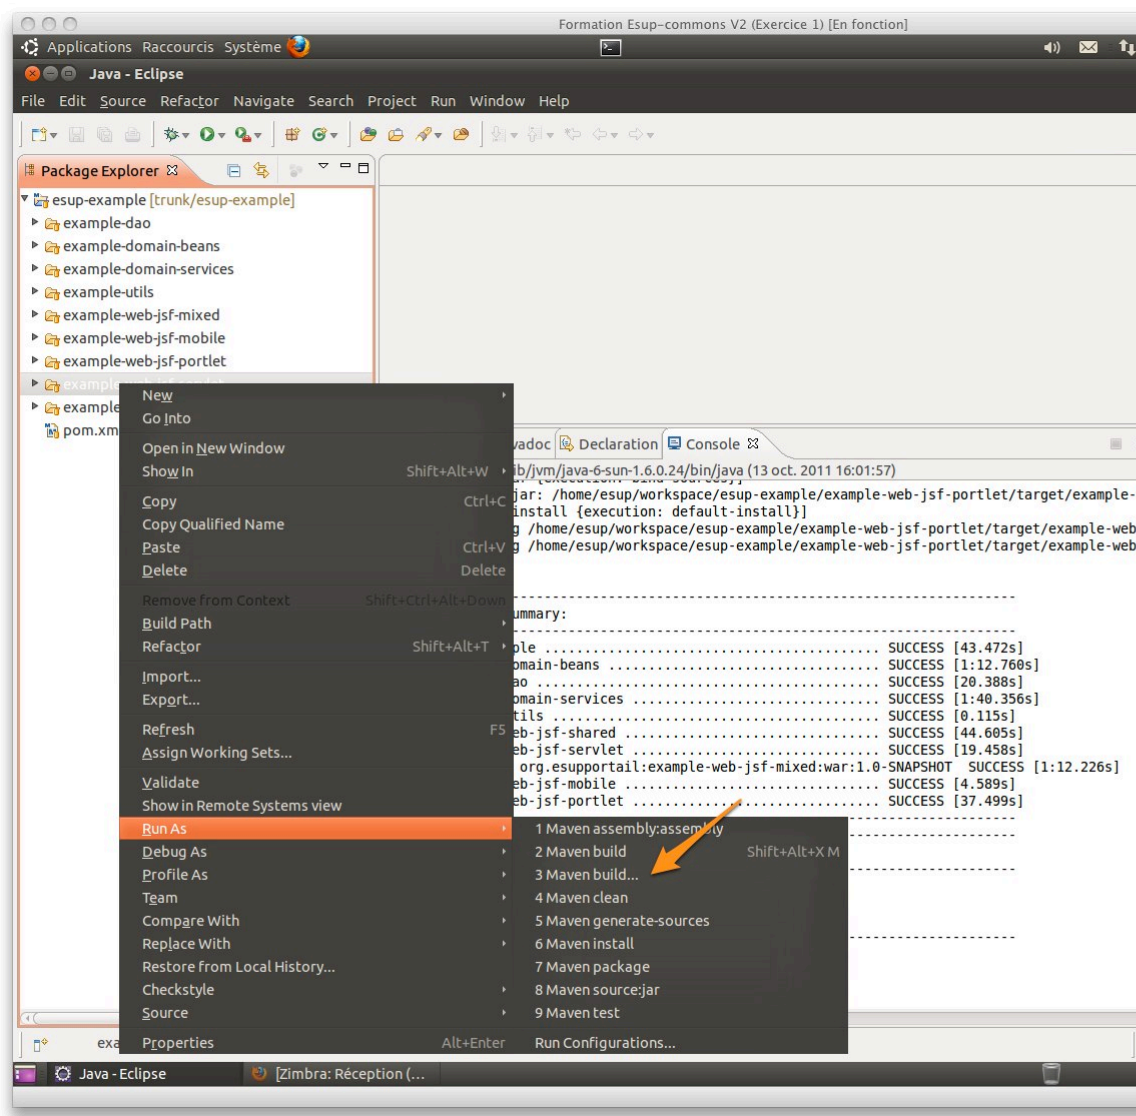 Formation Esup-commons V2 (Exercice 1) [En fonction]
Applications Raccourcis Système
Java - Eclipse
File Edit Source Refactor Navigate Search Project Run Window Help
Package Explorer
esup-example [trunk/esup-example]
example-dao
example-domain-beans
example-domain-services
example-utils
example-web-jsf-mixed
example-web-jsf-mobile
example-web-jsf-portlet
example-web-jsf-servlet
example
pom.xm
New
Go Into
Open in New Window
Show In Shift+Alt+W
Copy Ctrl+C
Copy Qualified Name
Paste Ctrl+V
Delete Delete
Remove from Context Shift+Ctrl+Alt+Down
Build Path
Refactor Shift+Alt+T
Import...
Export...
Refresh F5
Assign Working Sets...
Validate
Show in Remote Systems view
Run As
Debug As
Profile As
Team
Compare With
Replace With
Restore from Local History...
Checkstyle
Source
Properties Alt+Enter
vadoc Declaration Console
ib/jvm/java-6-sun-1.6.0.24/bin/java (13 oct. 2011 16:01:57)
{execution: bind-sources}]
jar: /home/esup/workspace/esup-example/example-web-jsf-portlet/target/example-
install {execution: default-install}]
g /home/esup/workspace/esup-example/example-web-jsf-portlet/target/example-web
g /home/esup/workspace/esup-example/example-web-jsf-portlet/target/example-web
------------------------------------------------------------
ummary:
------------------------------------------------------------
ple ......................................... SUCCESS [43.472s]
omain-beans ................................. SUCCESS [1:12.760s]
ao .......................................... SUCCESS [20.388s]
omain-services .............................. SUCCESS [1:40.356s]
tils ........................................ SUCCESS [0.115s]
eb-jsf-shared ............................... SUCCESS [44.605s]
eb-jsf-servlet .............................. SUCCESS [19.458s]
org.esupportail:example-web-jsf-mixed:war:1.0-SNAPSHOT SUCCESS [1:12.226s]
eb-jsf-mobile ............................... SUCCESS [4.589s]
eb-jsf-portlet .............................. SUCCESS [37.499s]
1 Maven assembly:assembly
2 Maven build Shift+Alt+X M
3 Maven build...
4 Maven clean
5 Maven generate-sources
6 Maven install
7 Maven package
8 Maven source:jar
9 Maven test
Run Configurations...
exa
Java - Eclipse
[Zimbra: Réception (...